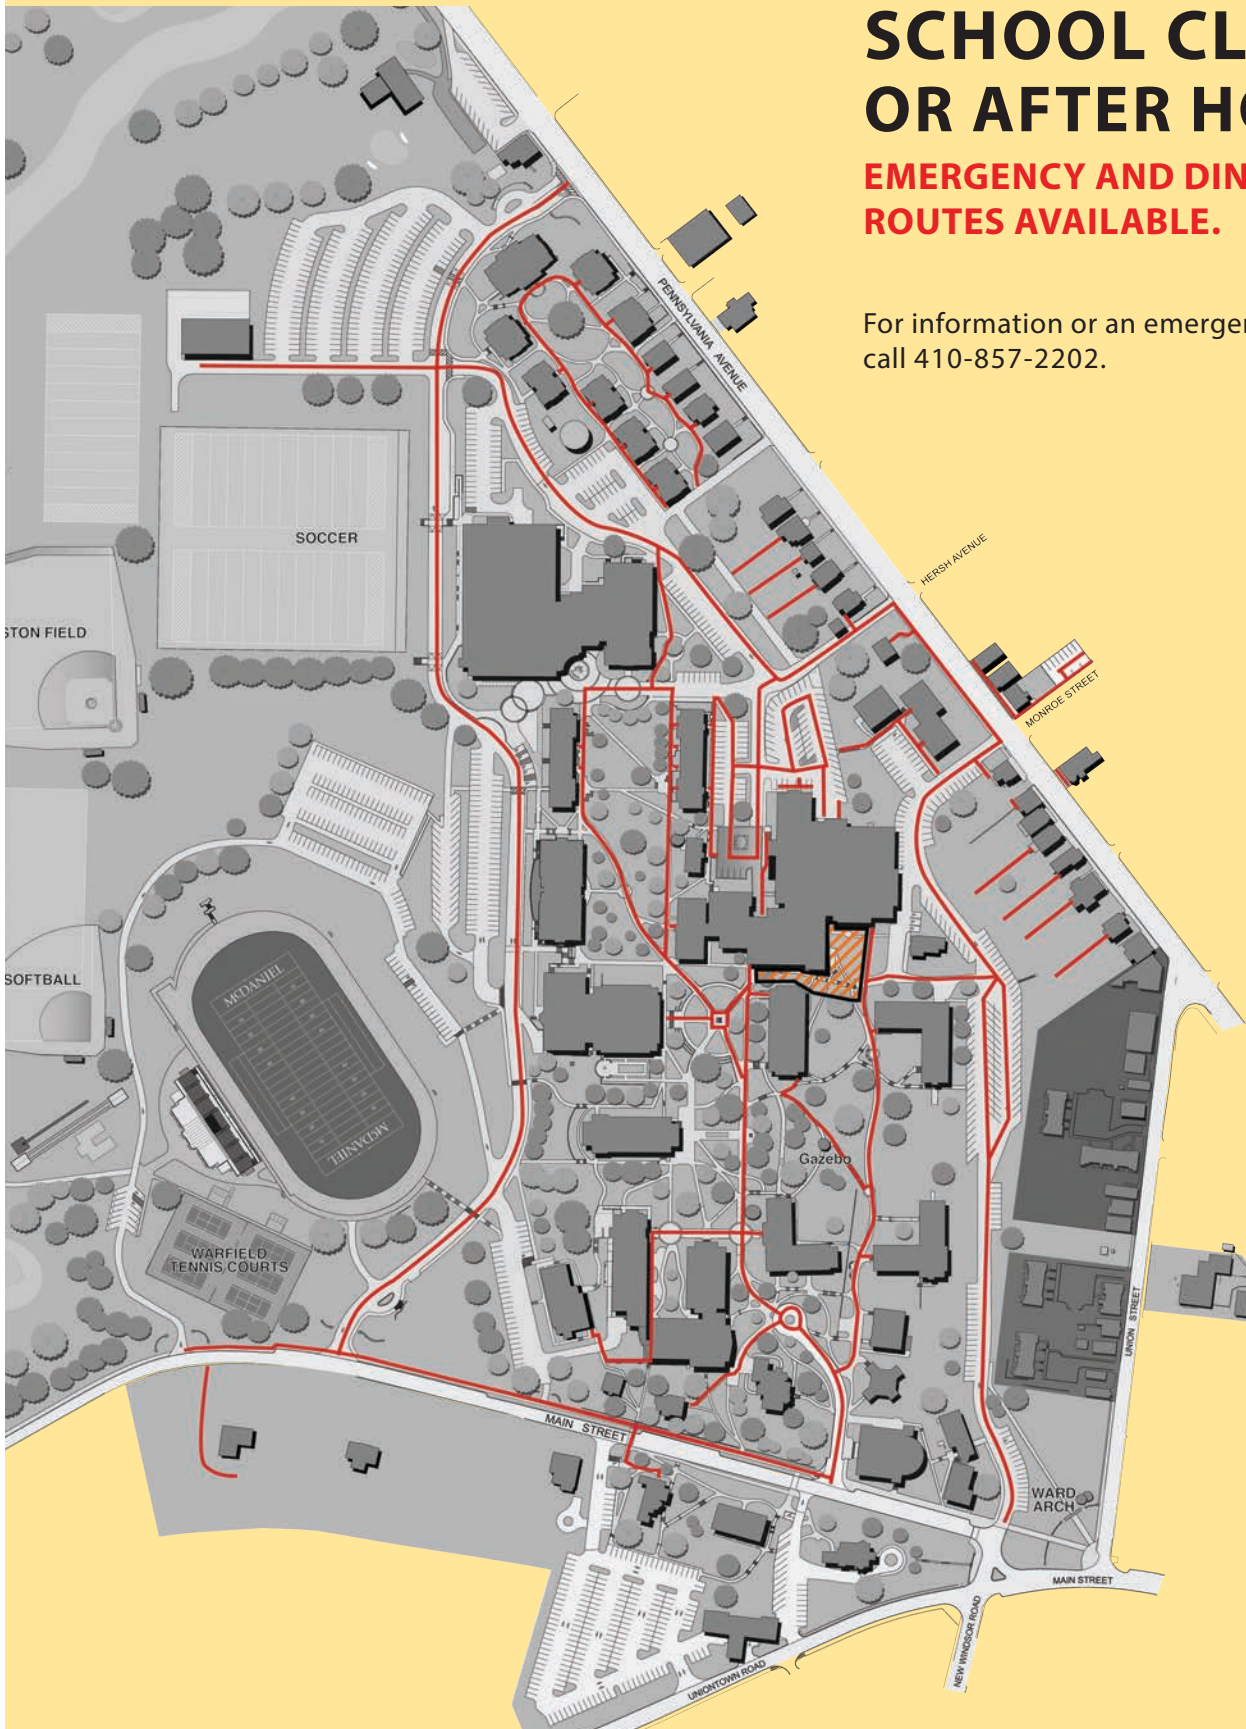 SCHOOL CL
OR AFTER HO
EMERGENCY AND DIN
ROUTES AVAILABLE.
For information or an emergen
call 410-857-2202.
PENNSYLVANIA AVENUE
SOCCER
HERSH AVENUE
STON FIELD
MONROE STREET
SOFTBALL
MCDANIEL
MCDANIEL
Gazebo
WARFIELD
TENNIS COURTS
UNION STREET
MAIN STREET
WARD
ARCH
MAIN STREET
NEW WINDSOR ROAD
UNIONTOWN ROAD